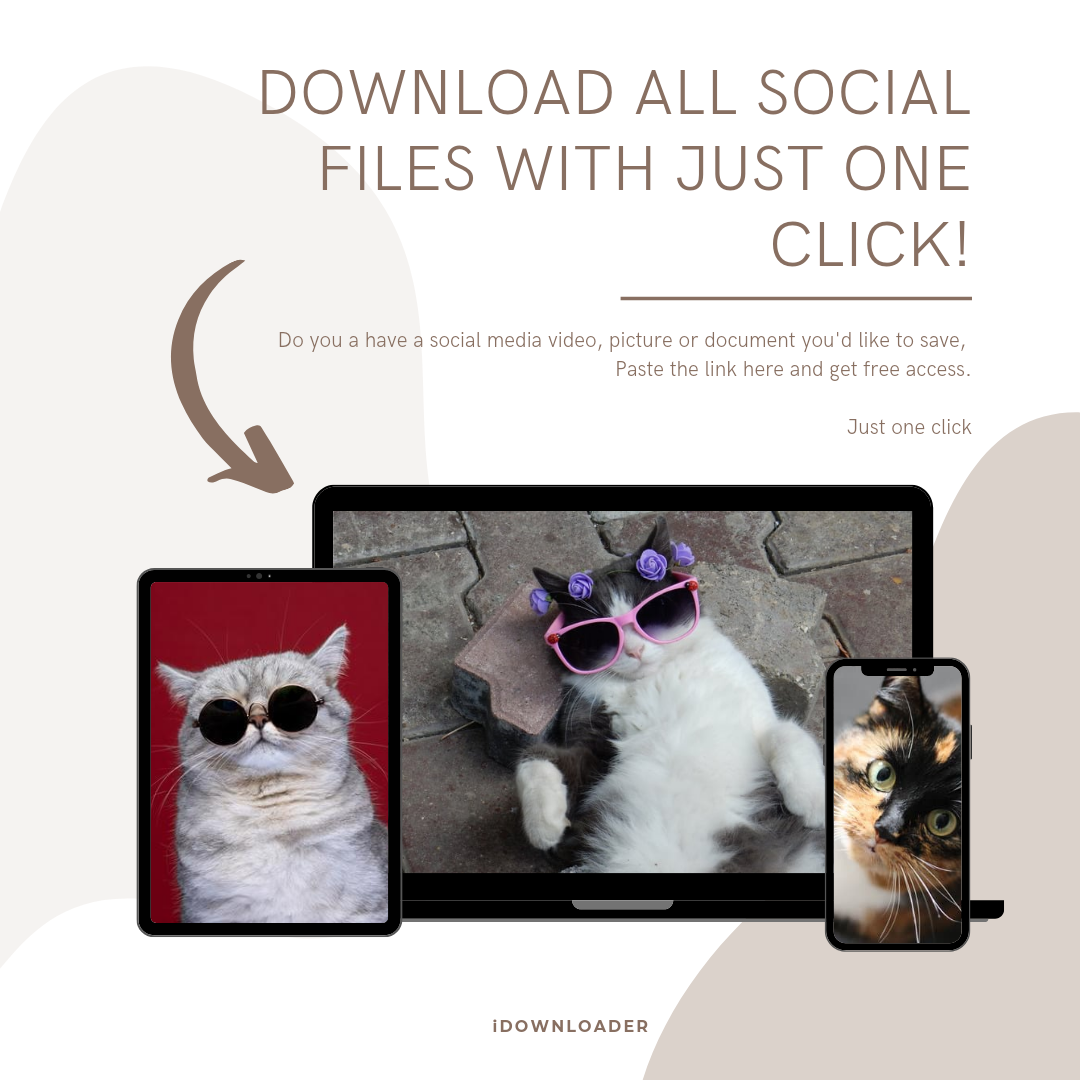 DOWNLOAD ALL SOCIAL
FILES WITH JUST ONE
CLICK!
Do you a have a social media video, picture or document you'd like to save,
Paste the link here and get free access.
Just one click
iDOWNLOADER